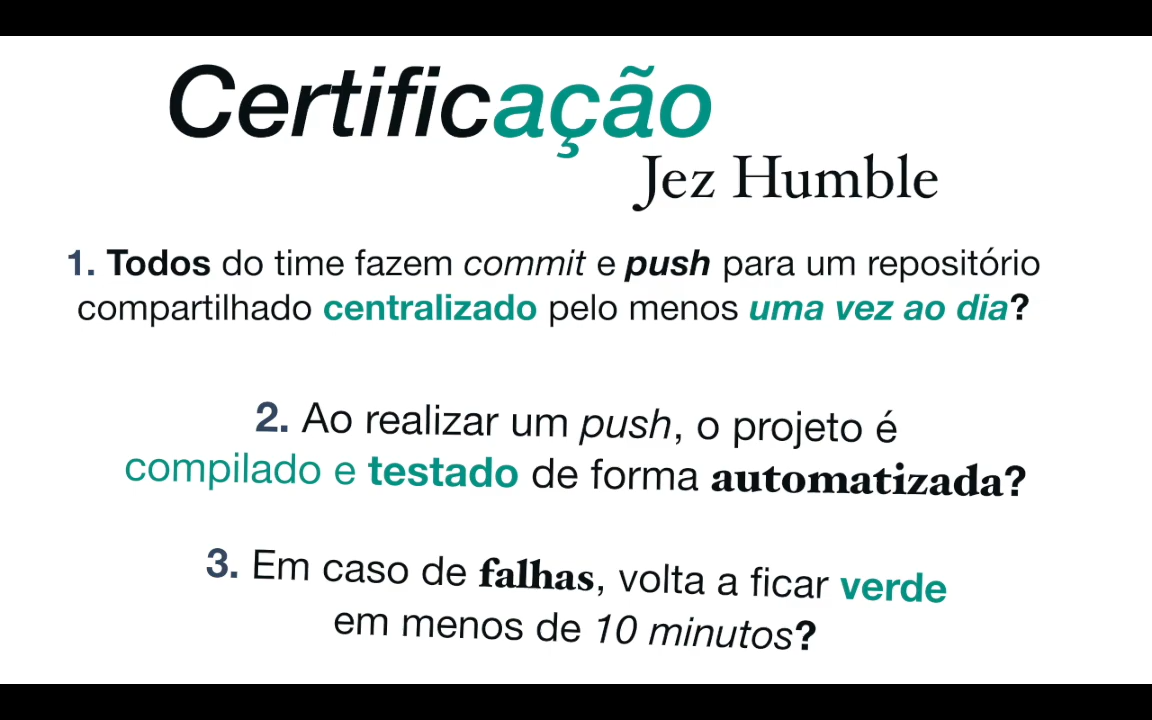 Certificação
Jez Humble
1. Todos do time fazem commit e push para um repositório
compartilhado centralizado pelo menos uma vez ao dia?
2. Ao realizar um push, o projeto é
compilado e testado de forma automatizada?
3. Em caso de falhas, volta a ficar verde
em menos de 10 minutos?